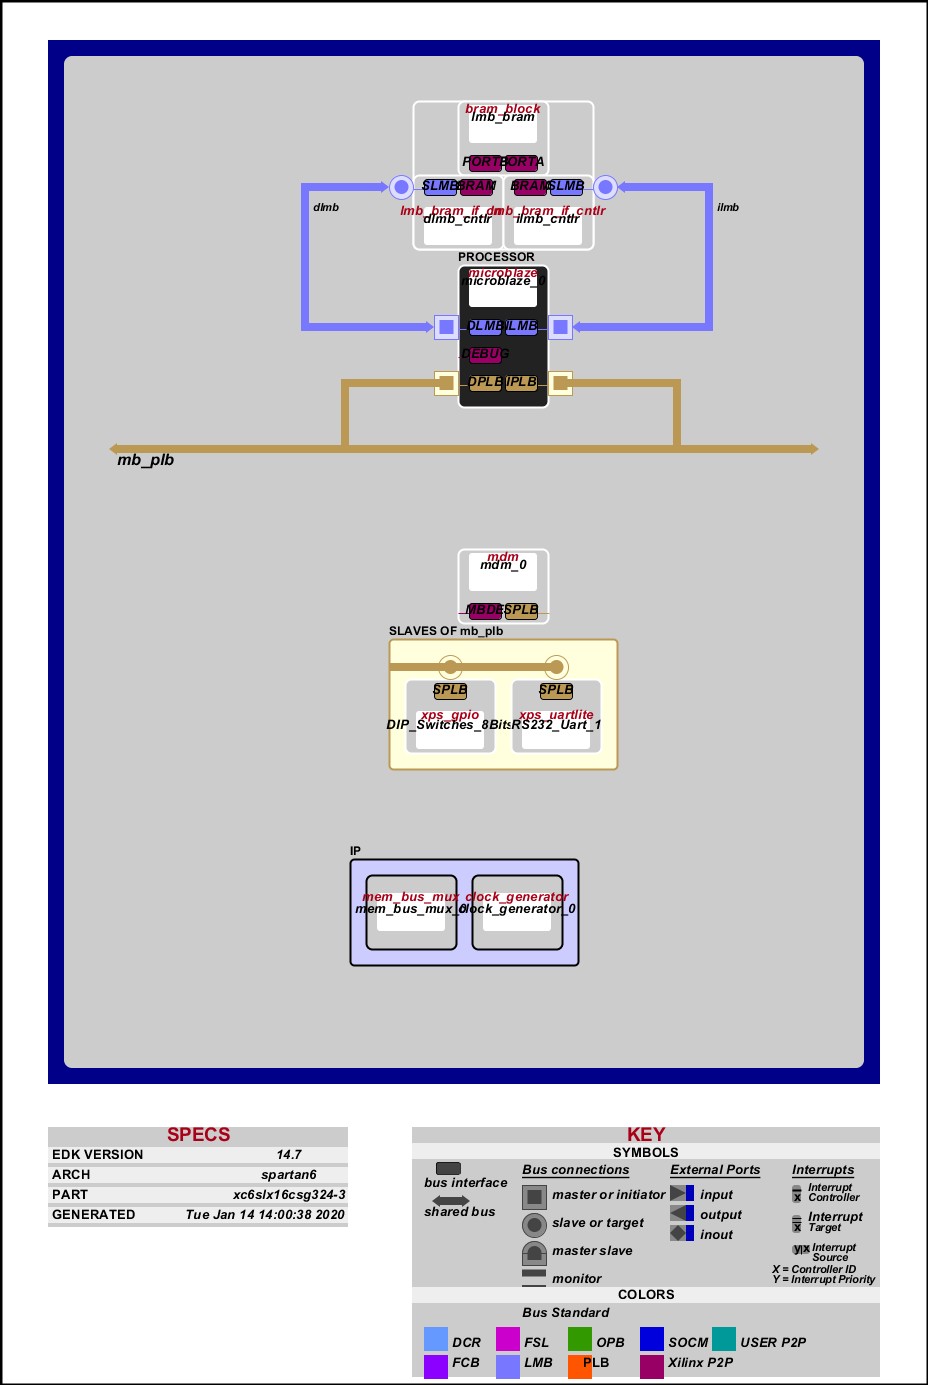 bram_block
lmb_bram
PORTB PORTA
SLMB BRAM BRAM SLMB
dlmb
ilmb
lmb_bram_if_cntlr lmb_bram_if_cntlr
dlmb_cntlr ilmb_cntlr
PROCESSOR
microblaze
microblaze_0
DLMB ILMB
DEBUG
DPLB IPLB
mb_plb
mdm
mdm_0
SPLB
SLAVES OF mb_plb
SPLB SPLB
xps_gpio xps_uartlite
DIP_Switches_8Bits RS232_Uart_1
IP
mem_bus_mux clock_generator
mem_bus_mux_0 clock_generator_0
SPECS
EDK VERSION 14.7
ARCH spartan6
PART xc6slx16csg324-3
GENERATED Tue Jan 14 14:00:38 2020
KEY
SYMBOLS
bus interface
shared bus
Bus connections
master or initiator
slave or target
master slave
monitor
External Ports
input
output
inout
Interrupts
Interrupt
Controller
x
Interrupt
Target
x
y|x Interrupt
Source
X = Controller ID
Y = Interrupt Priority
COLORS
Bus Standard
DCR FSL OPB SOCM USER P2P
FCB LMB PLB Xilinx P2P